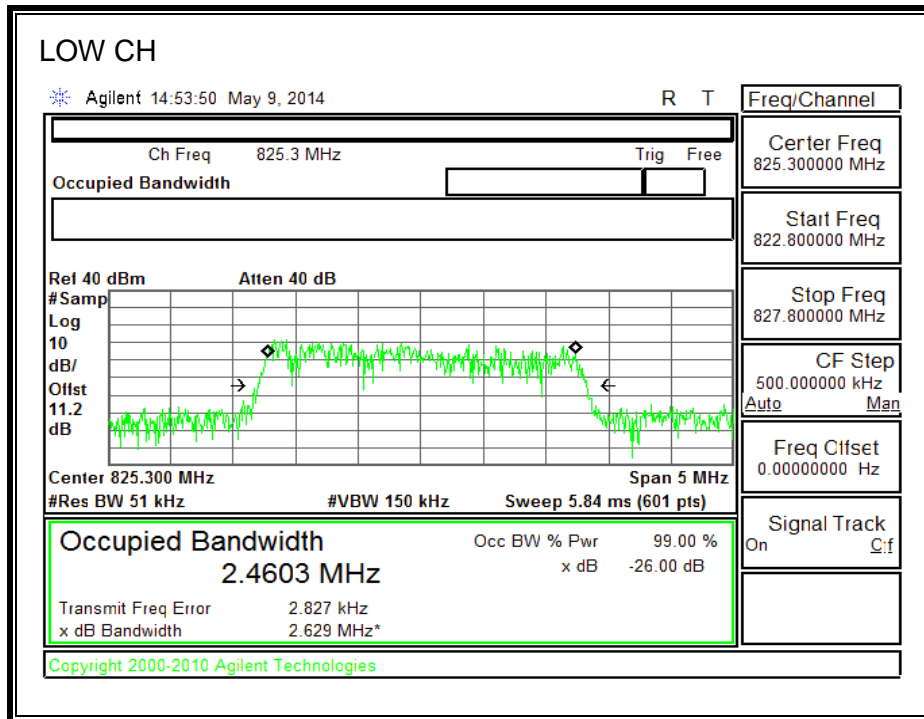 LOW CH
Agilent 14:53:50 May 9, 2014 R T
Freq/Channel
Ch Freq 825.3 MHz Trig Free
Occupied Bandwidth
Center Freq
825.300000 MHz
Start Freq
822.800000 MHz
Stop Freq
827.800000 MHz
CF Step
500.000000 kHz
Auto Man
Freq Offset
0.00000000 Hz
Signal Track
On Off
Ref 40 dBm Atten 40 dB
#Samp
Log
10
dB/
Offst
11.2
dB
Center 825.300 MHz Span 5 MHz
#Res BW 51 kHz #VBW 150 kHz Sweep 5.84 ms (601 pts)
Occupied Bandwidth
2.4603 MHz
Occ BW % Pwr 99.00 %
x dB -26.00 dB
Transmit Freq Error 2.827 kHz
x dB Bandwidth 2.629 MHz*
Copyright 2000-2010 Agilent Technologies